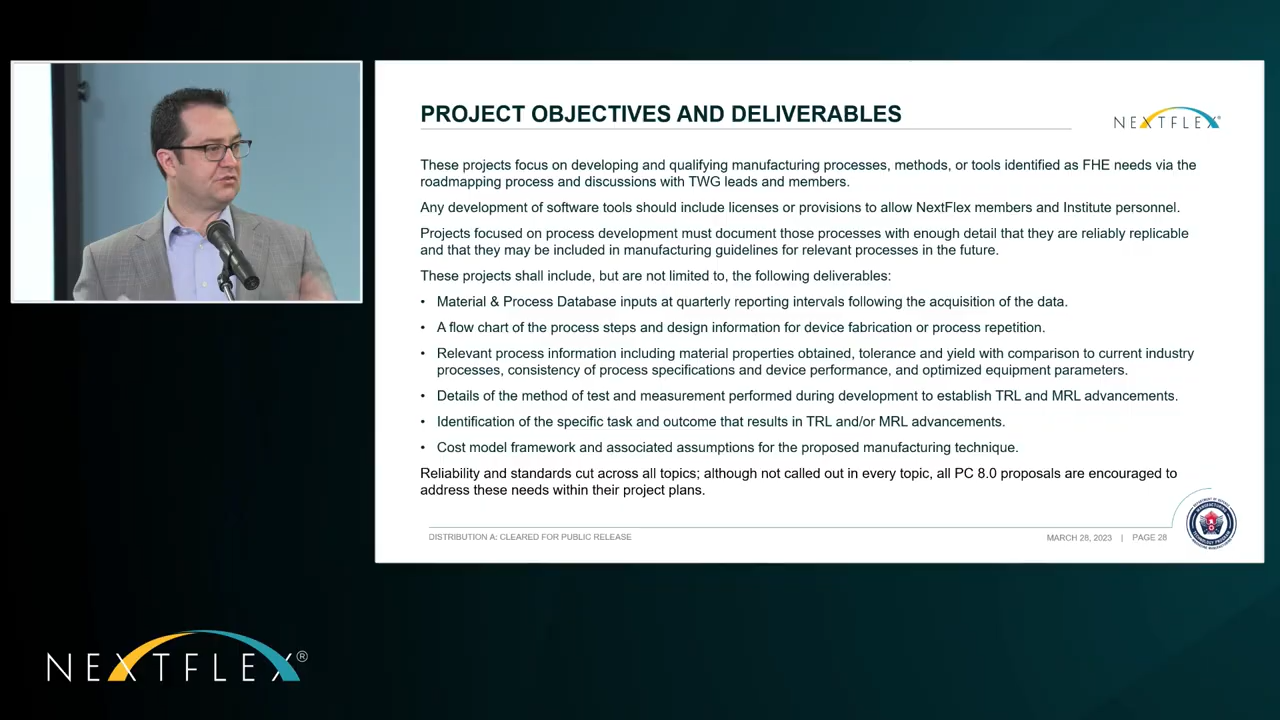 PROJECT OBJECTIVES AND DELIVERABLES
NEXTFLEX®
These projects focus on developing and qualifying manufacturing processes, methods, or tools identified as FHE needs via the
roadmapping process and discussions with TWG leads and members.
Any development of software tools should include licenses or provisions to allow NextFlex members and Institute personnel.
Projects focused on process development must document those processes with enough detail that they are reliably replicable
and that they may be included in manufacturing guidelines for relevant processes in the future.
These projects shall include, but are not limited to, the following deliverables:
• Material & Process Database inputs at quarterly reporting intervals following the acquisition of the data.
• A flow chart of the process steps and design information for device fabrication or process repetition.
• Relevant process information including material properties obtained, tolerance and yield with comparison to current industry
processes, consistency of process specifications and device performance, and optimized equipment parameters.
• Details of the method of test and measurement performed during development to establish TRL and MRL advancements.
• Identification of the specific task and outcome that results in TRL and/or MRL advancements.
• Cost model framework and associated assumptions for the proposed manufacturing technique.
Reliability and standards cut across all topics; although not called out in every topic, all PC 8.0 proposals are encouraged to
address these needs within their project plans.
DISTRIBUTION A: CLEARED FOR PUBLIC RELEASE
MARCH 28, 2023 | PAGE 28
NEXTFLEX®